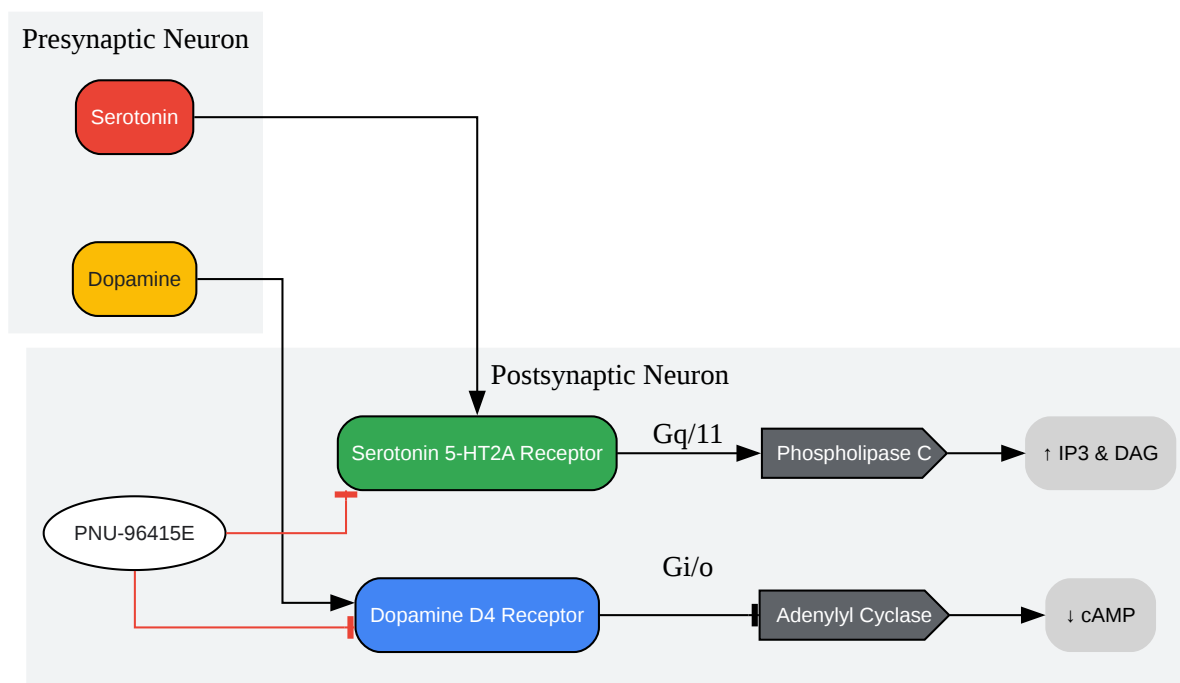 Presynaptic Neuron
Serotonin
Dopamine
Postsynaptic Neuron
Serotonin 5-HT2A Receptor
Gq/11
Phospholipase C
↑ IP3 & DAG
PNU-96415E
Dopamine D4 Receptor
Gi/o
Adenylyl Cyclase
↓ cAMP